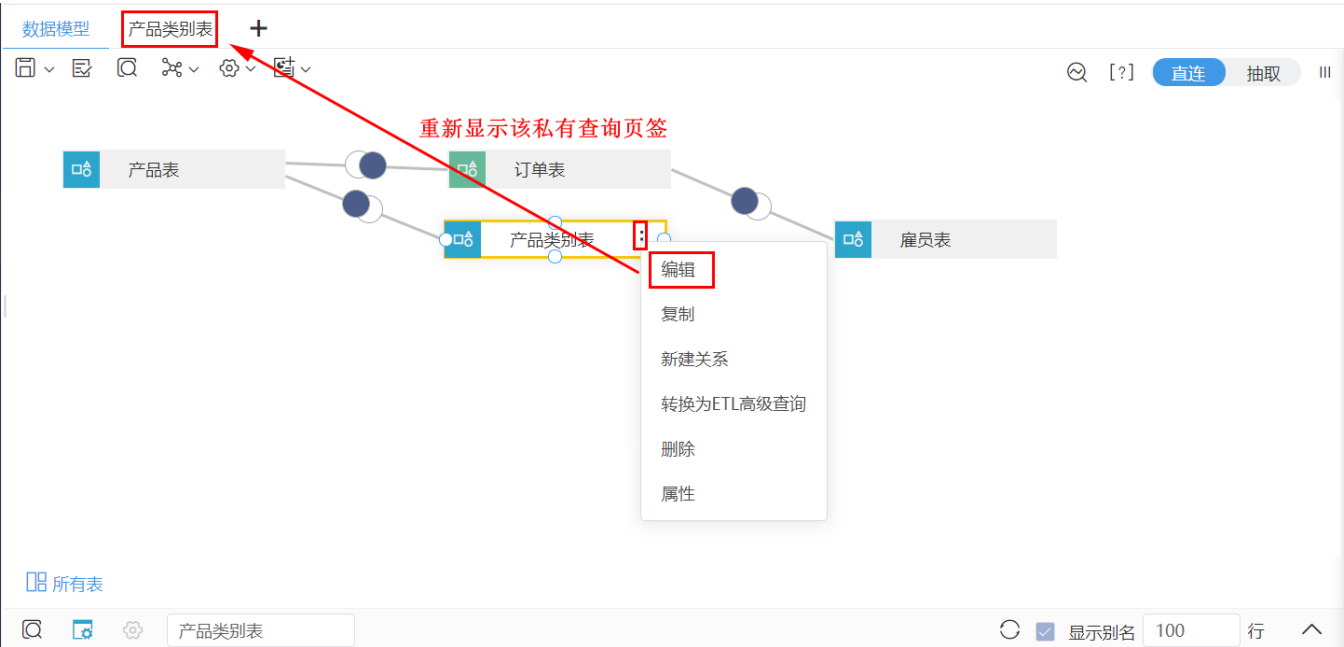 数据模型 产品类别表 +
[?] 直连 抽取
重新显示该私有查询页签
产品表 订单表
产品类别表 雇员表
编辑
复制
新建关系
转换为ETL高级查询
删除
属性
所有表
产品类别表 显示别名 100 行